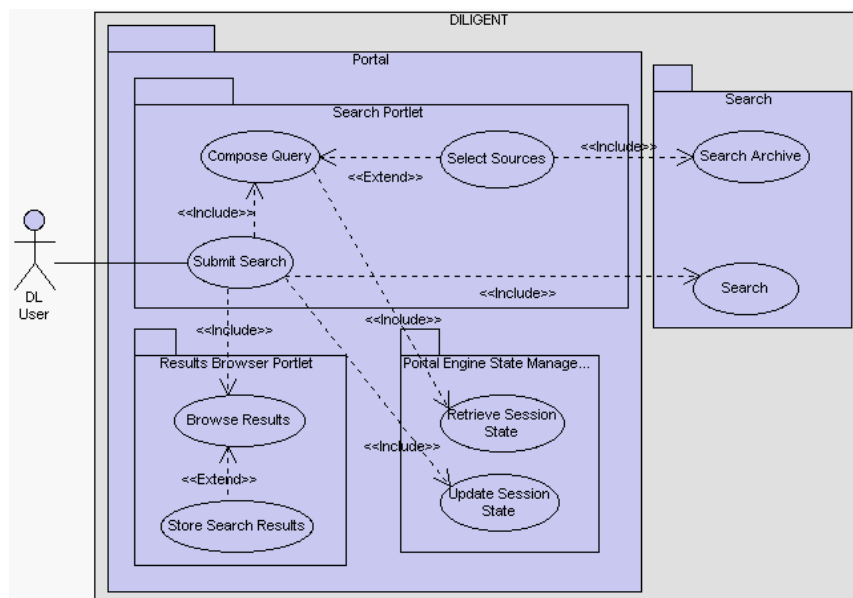 DILIGENT
Portal
Search Portlet
Search
Compose Query
Select Sources
<<Include>>
Search Archive
<<Extend>>
<<Include>>
Submit Search
DL
User
<<Include>>
Search
<<Include>>
<<Include>>
Results Browser Portlet
Portal Engine State Manage...
Browse Results
Retrieve Session
State
<<Include>>
<<Extend>>
Update Session
State
Store Search Results